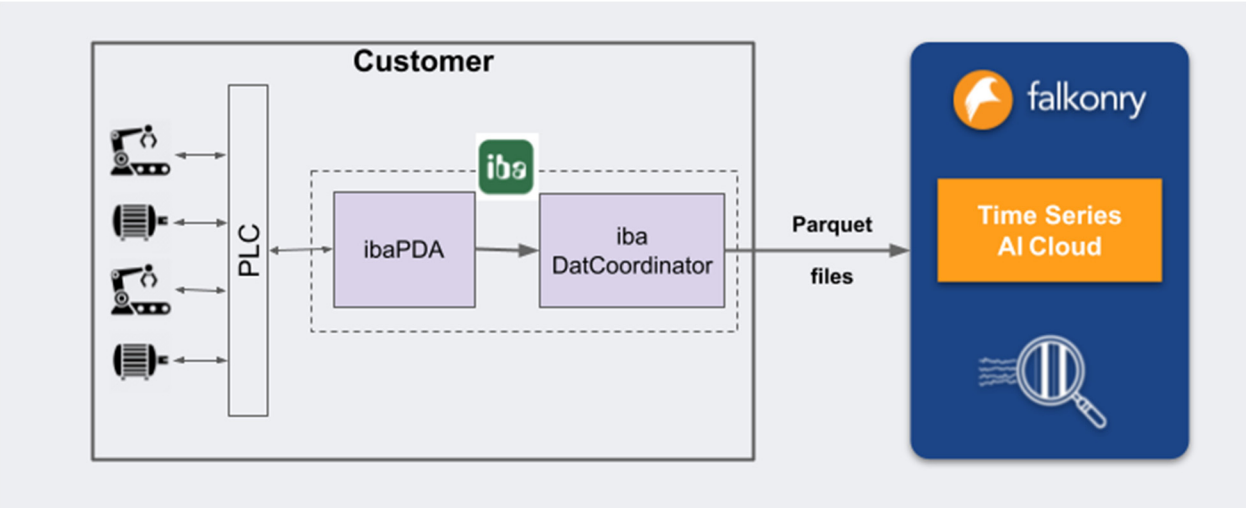 Customer
PLC
iba
ibaPDA
iba
DatCoordinator
Parquet
files
falkonry
Time Series
AI Cloud